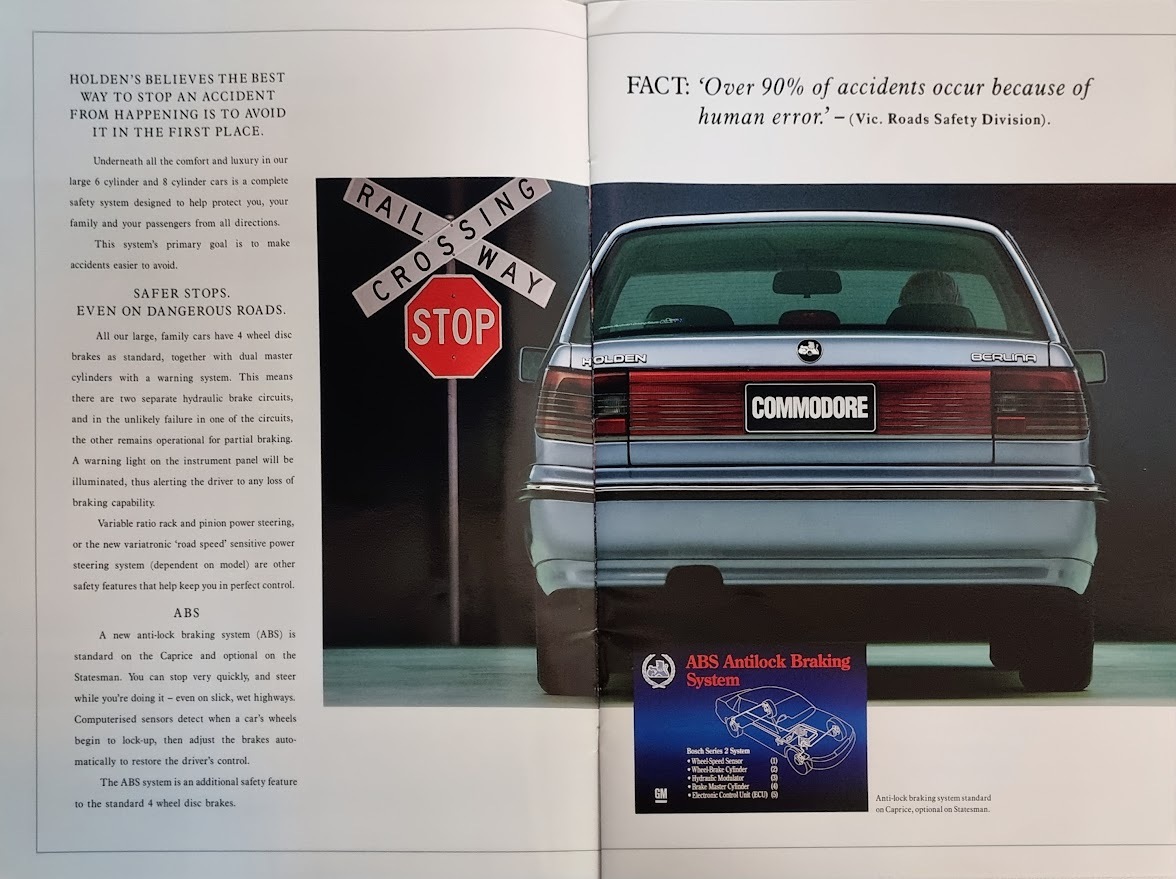 HOLDEN'S BELIEVES THE BEST
WAY TO STOP AN ACCIDENT
FROM HAPPENING IS TO AVOID
IT IN THE FIRST PLACE.
Underneath all the comfort and luxury in our
large 6 cylinder and 8 cylinder cars is a complete
safety system designed to help protect you, your
family and your passengers from all directions.
This system's primary goal is to make
accidents easier to avoid.
SAFER STOPS.
EVEN ON DANGEROUS ROADS.
All our large, family cars have 4 wheel disc
brakes as standard, together with dual master
cylinders with a warning system. This means
there are two separate hydraulic brake circuits,
and in the unlikely failure in one of the circuits,
the other remains operational for partial braking.
A warning light on the instrument panel will be
illuminated, thus alerting the driver to any loss of
braking capability.
Variable ratio rack and pinion power steering,
or the new variatronic 'road speed' sensitive power
steering system (dependent on model) are other
safety features that help keep you in perfect control.
ABS
A new anti-lock braking system (ABS) is
standard on the Caprice and optional on the
Statesman. You can stop very quickly, and steer
while you're doing it – even on slick, wet highways.
Computerised sensors detect when a car's wheels
begin to lock-up, then adjust the brakes auto-
matically to restore the driver's control.
The ABS system is an additional safety feature
to the standard 4 wheel disc brakes.
RAILWAY
CROSSING
STOP
FACT: 'Over 90% of accidents occur because of
human error.' – (Vic. Roads Safety Division).
HOLDEN
BERLINA
COMMODORE
ABS Antilock Braking
System
Bosch Series 2 System
• Wheel-Speed Sensor (1)
• Wheel-Brake Cylinder (2)
• Hydraulic Modulator (3)
• Brake Master Cylinder (4)
• Electronic Control Unit (ECU) (5)
GM
Anti-lock braking system standard
on Caprice, optional on Statesman.